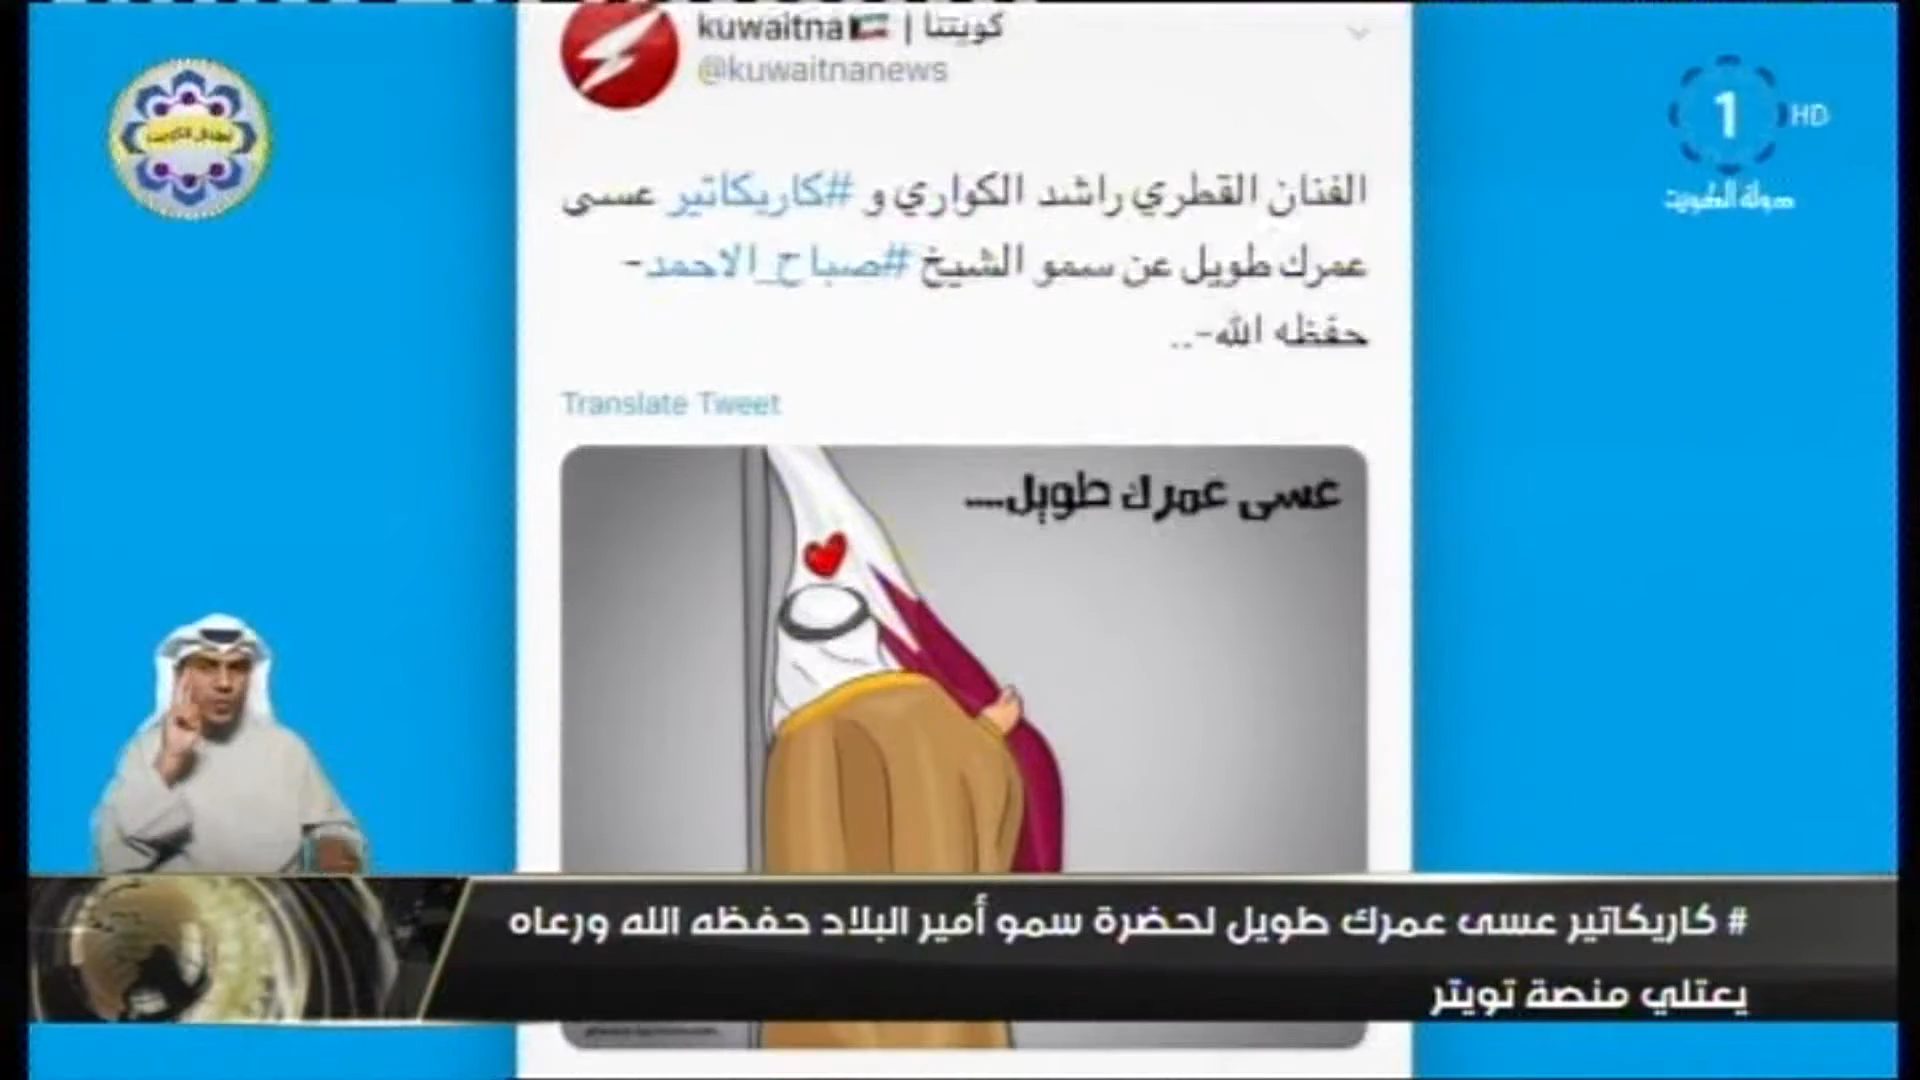 kuwaitna | كويتنا
@kuwaitnanews
1 HD
دولة الكويت
الفنان القطري راشد الكواري و #كاريكاتير عسى
عمرك طويل عن سمو الشيخ #صباح_الاحمد-
حفظه الله-..
Translate Tweet
عسى عمرك طويل....
# كاريكاتير عسى عمرك طويل لحضرة سمو أمير البلاد حفظه الله ورعاه
يعتلي منصة تويتر